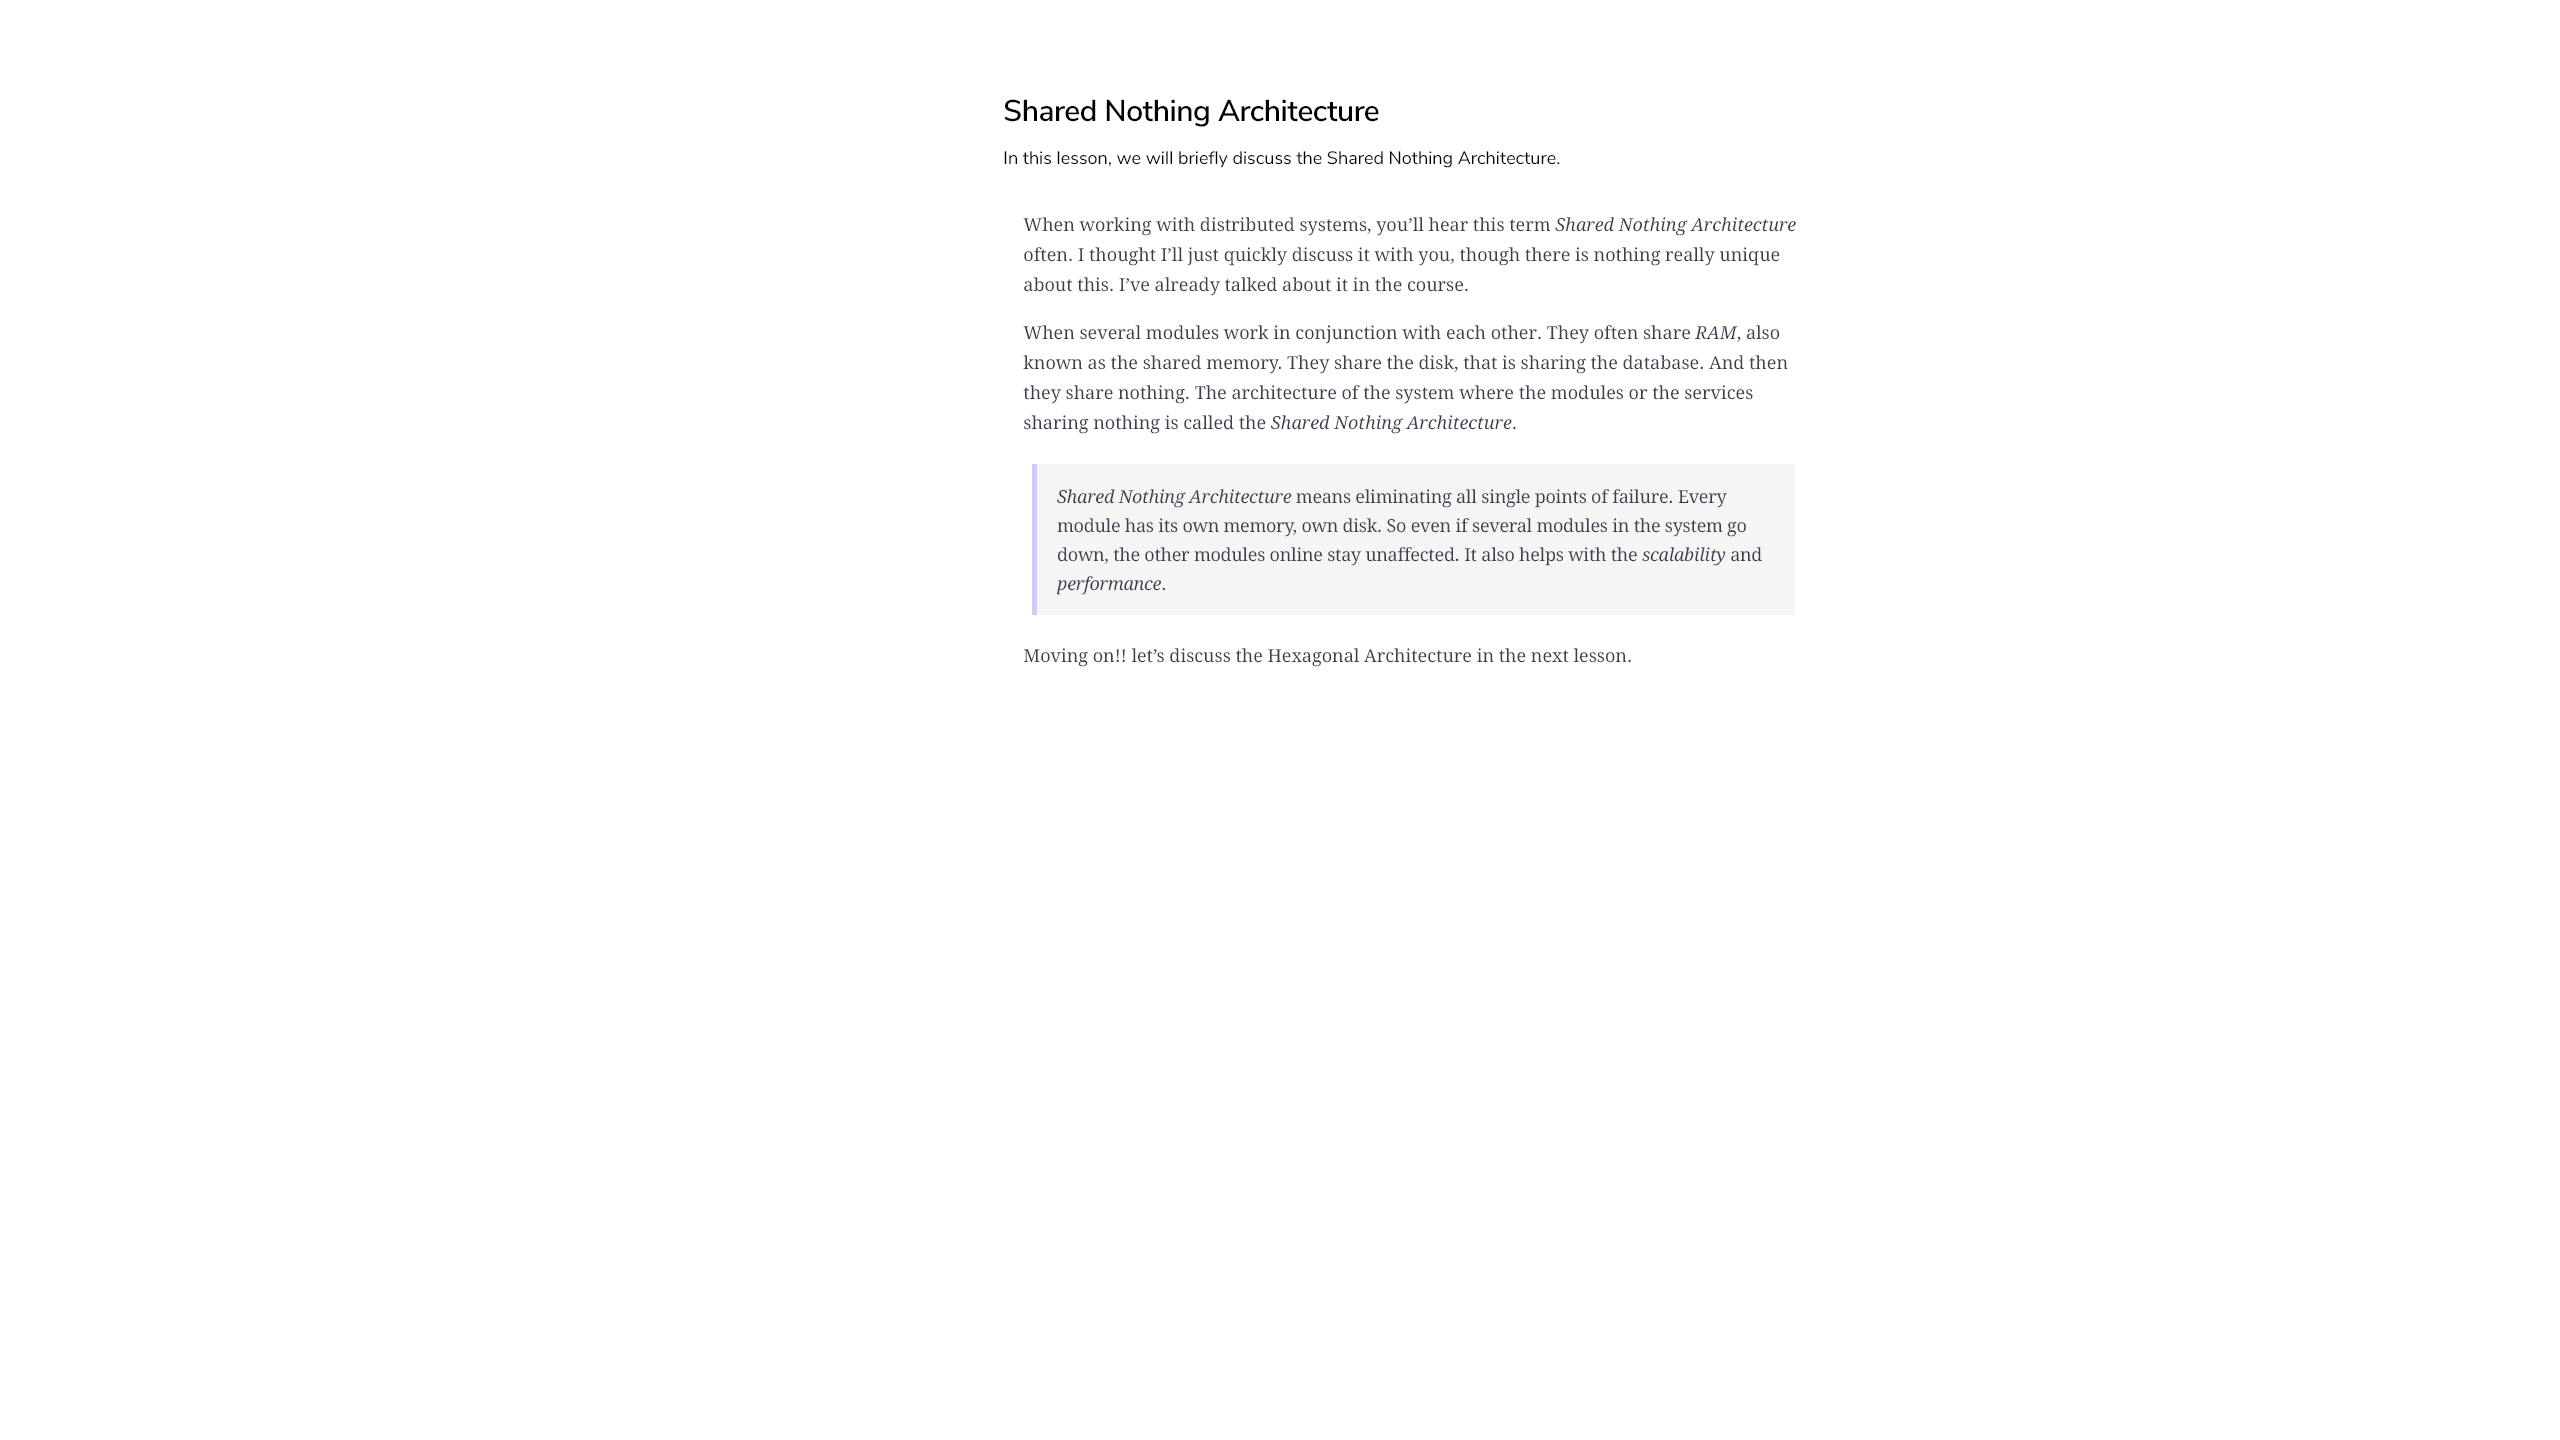 Shared Nothing Architecture
In this lesson, we will briefly discuss the Shared Nothing Architecture.
When working with distributed systems, you’ll hear this term Shared Nothing Architecture
often. I thought I’ll just quickly discuss it with you, though there is nothing really unique
about this. I’ve already talked about it in the course.
When several modules work in conjunction with each other. They often share RAM, also
known as the shared memory. They share the disk, that is sharing the database. And then
they share nothing. The architecture of the system where the modules or the services
sharing nothing is called the Shared Nothing Architecture.
Shared Nothing Architecture means eliminating all single points of failure. Every
module has its own memory, own disk. So even if several modules in the system go
down, the other modules online stay unaffected. It also helps with the scalability and
performance.
Moving on!! let’s discuss the Hexagonal Architecture in the next lesson.